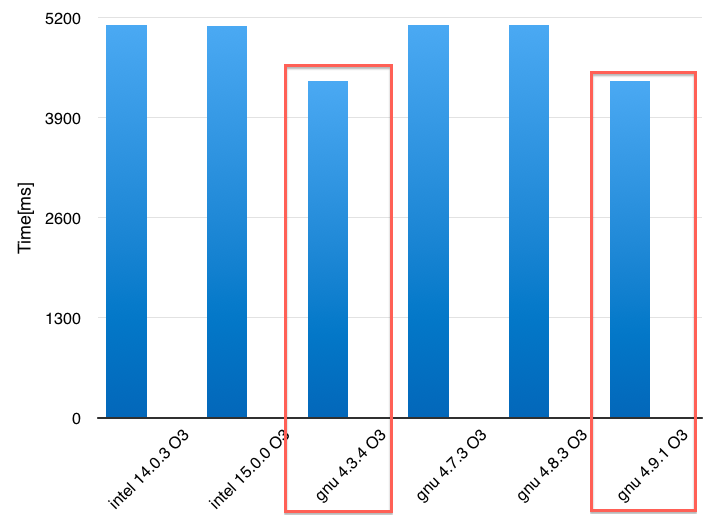 5200
3900
2600
1300
0
Time[ms]
intel 14.0.3 O3
intel 15.0.0 O3
gnu 4.3.4 O3
gnu 4.7.3 O3
gnu 4.8.3 O3
gnu 4.9.1 O3